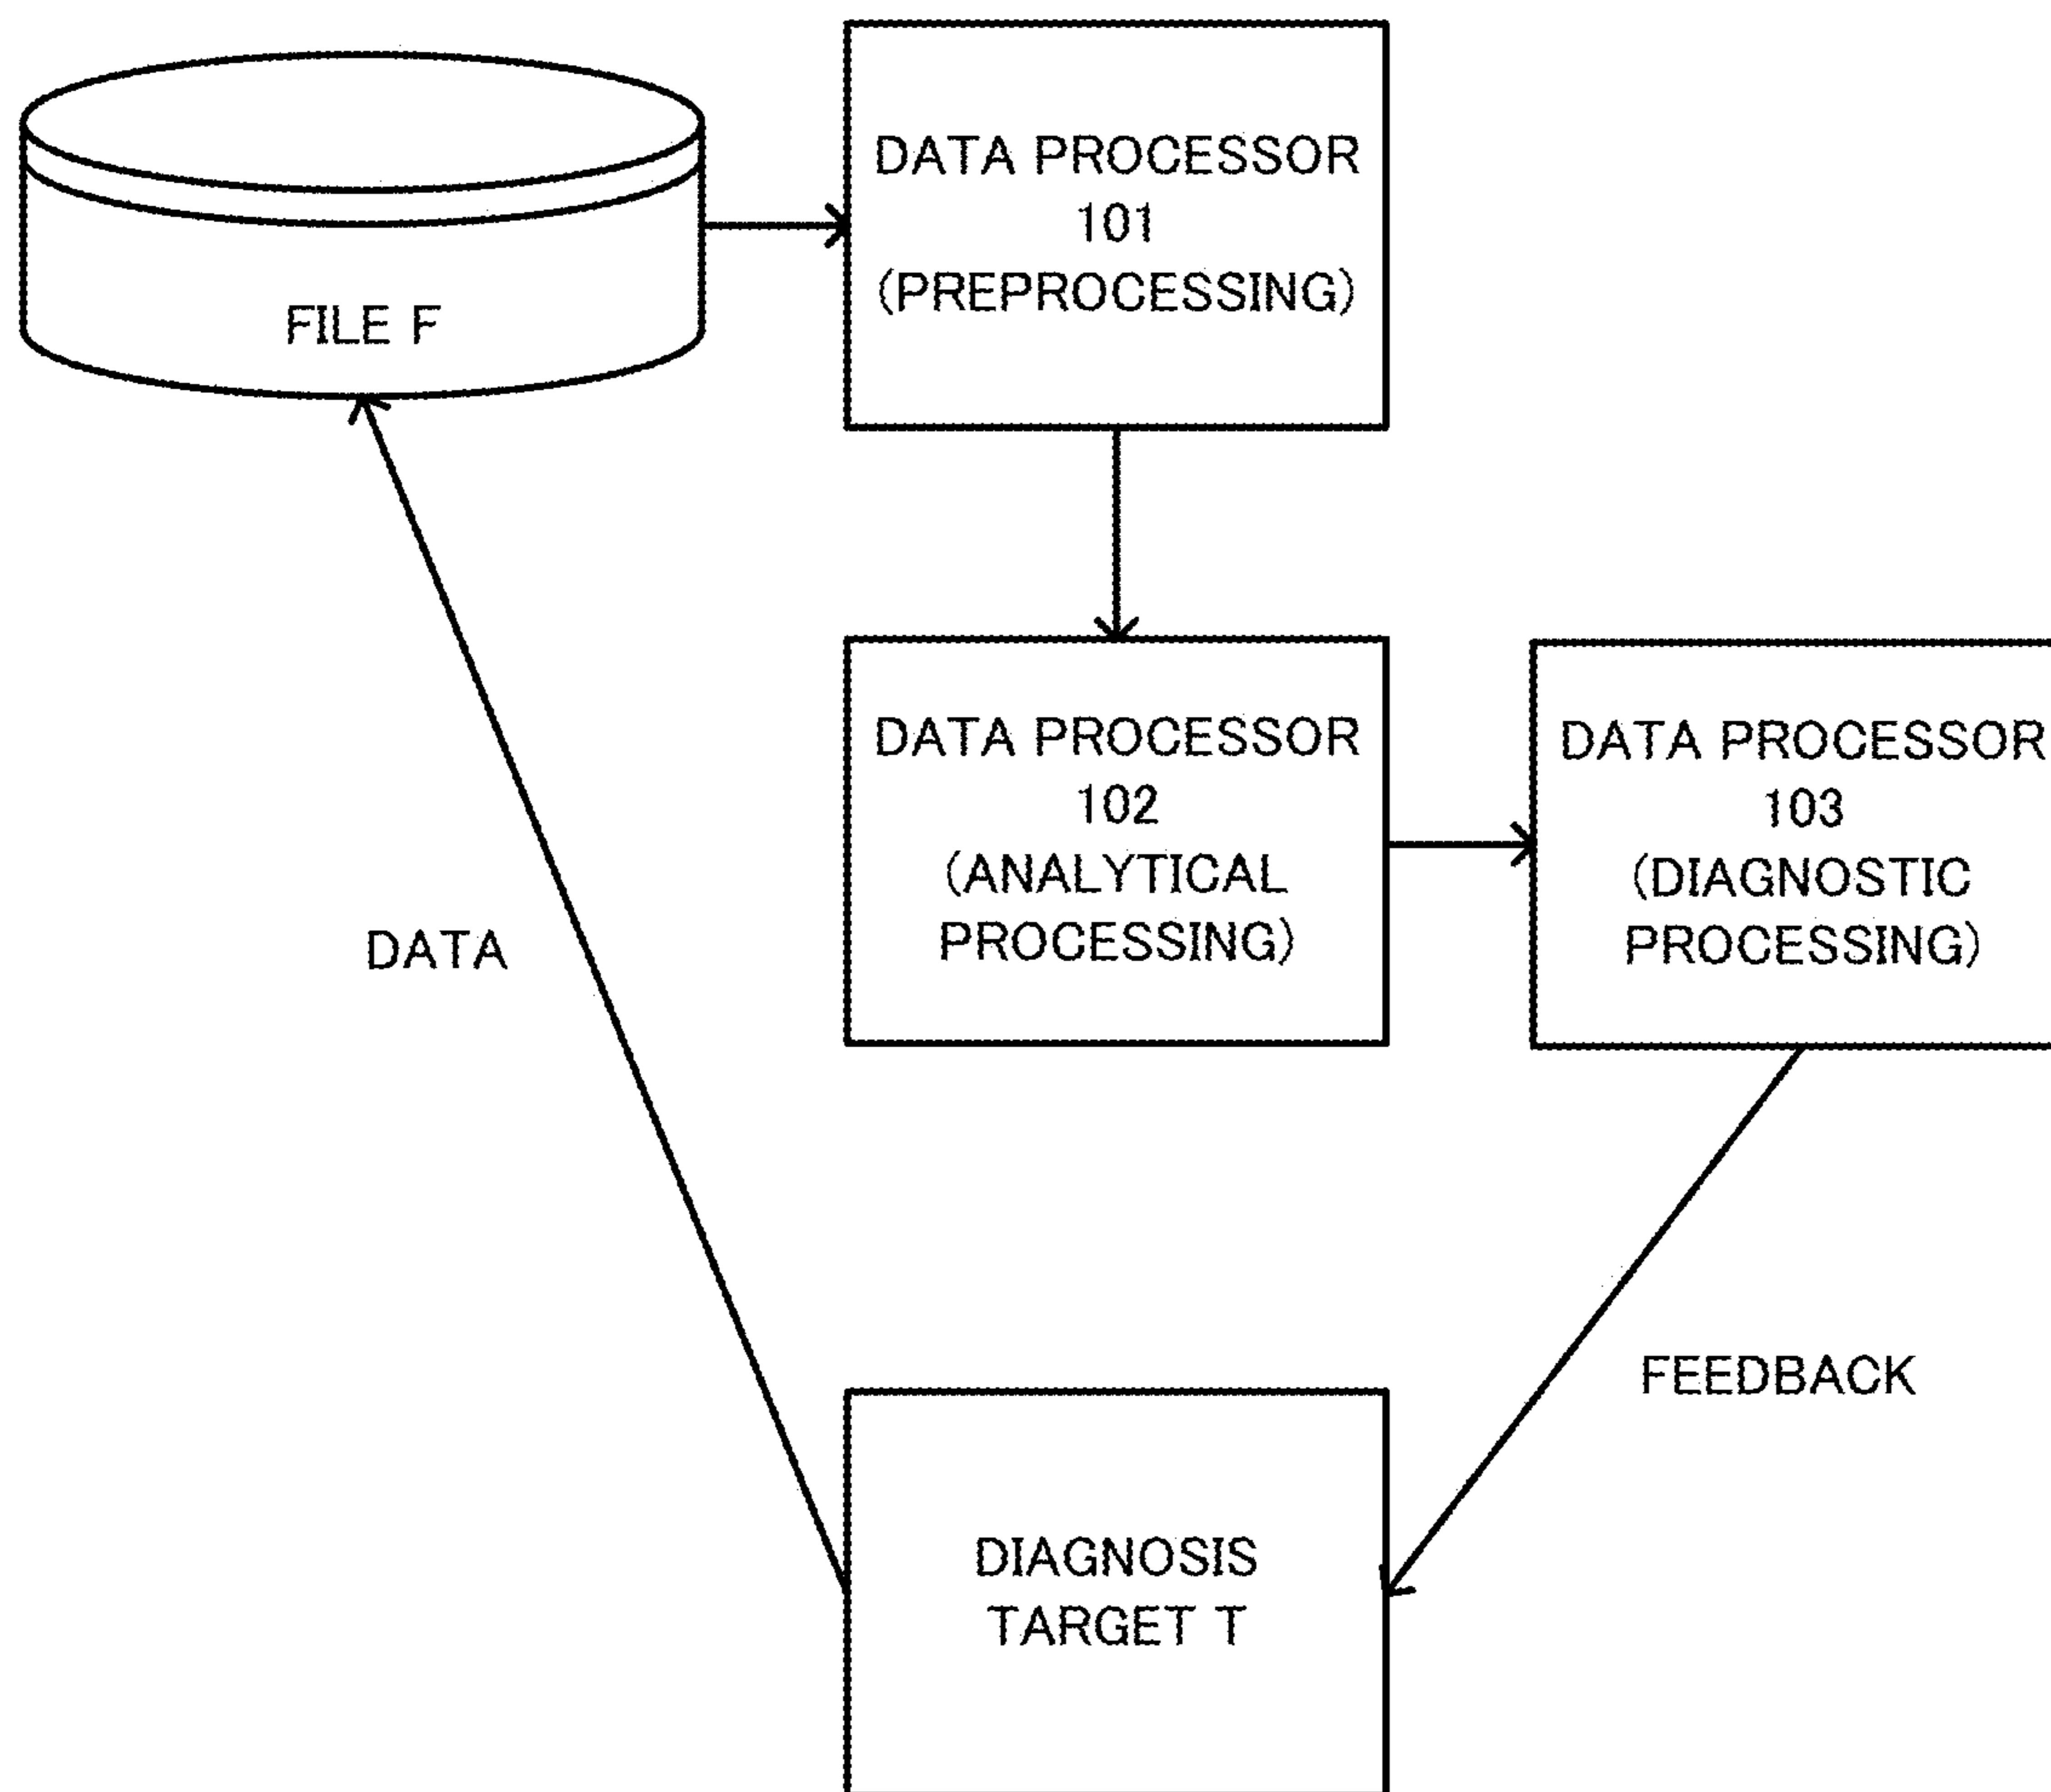 FILE F
DATA PROCESSOR
101
(PREPROCESSING)
DATA PROCESSOR
102
(ANALYTICAL
PROCESSING)
DATA PROCESSOR
103
(DIAGNOSTIC
PROCESSING)
DATA
FEEDBACK
DIAGNOSIS
TARGET T